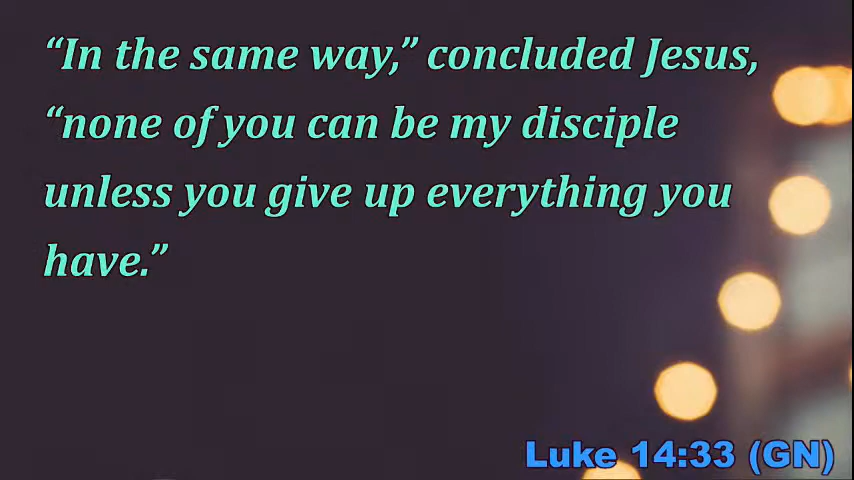 “In the same way,” concluded Jesus,
“none of you can be my disciple
unless you give up everything you
have.”
Luke 14:33 (GN)